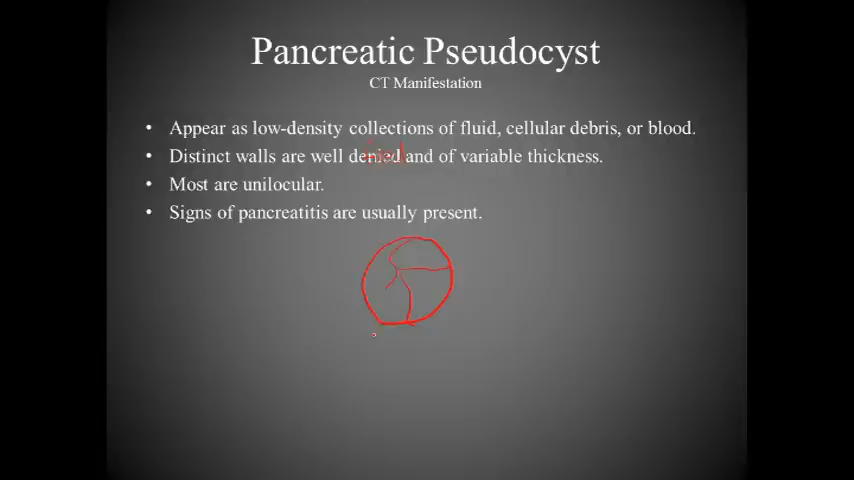 Pancreatic Pseudocyst
CT Manifestation
• Appear as low-density collections of fluid, cellular debris, or blood.
• Distinct walls are well denied and of variable thickness.
• Most are unilocular.
• Signs of pancreatitis are usually present.